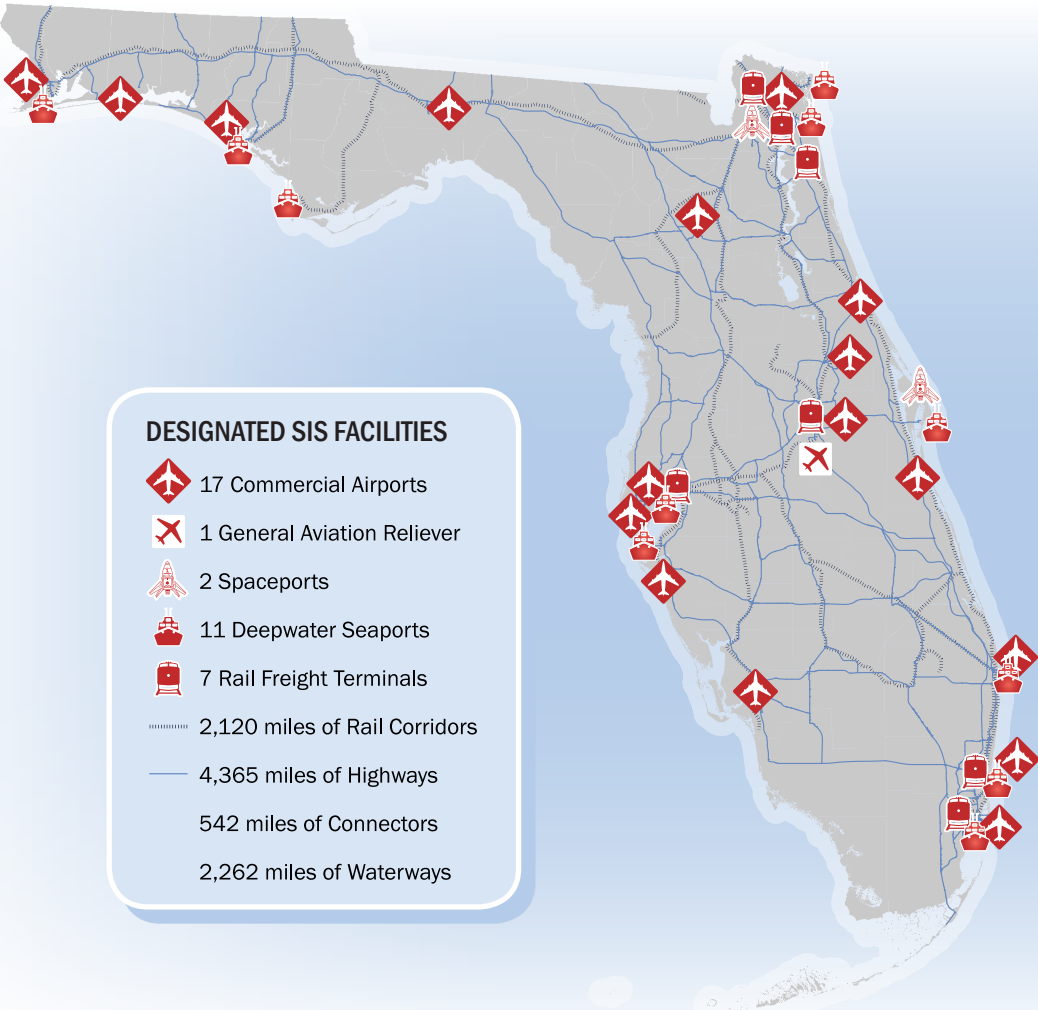 DESIGNATED SIS FACILITIES
17 Commercial Airports
1 General Aviation Reliever
2 Spaceports
11 Deepwater Seaports
7 Rail Freight Terminals
2,120 miles of Rail Corridors
4,365 miles of Highways
542 miles of Connectors
2,262 miles of Waterways